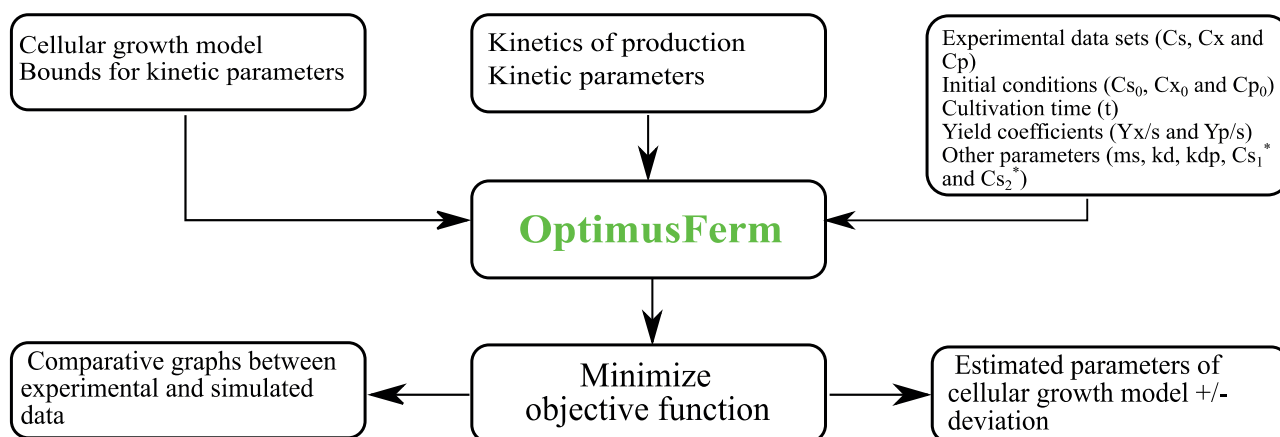 Cellular growth model
Bounds for kinetic parameters
Kinetics of production
Kinetic parameters
Experimental data sets (Cs, Cx and
Cp)
Initial conditions (Cs₀, Cx₀ and Cp₀)
Cultivation time (t)
Yield coefficients (Yx/s and Yp/s)
Other parameters (ms, kd, kdp, Cs₁*
and Cs₂*)
OptimusFerm
Comparative graphs between
experimental and simulated
data
Minimize
objective function
Estimated parameters of
cellular growth model +/-
deviation